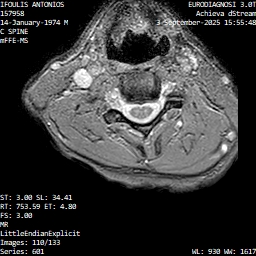 IFOULIS ANTONIOS
157958
14-January-1974 M
C SPINE
mFFE-MS
EURODIAGNOSI 3.0T
Achieva dStream
3-September-2025 15:55:48
ST: 3.00 SL: 34.41
RT: 753.59 ET: 4.80
FS: 3.00
MR
LittleEndianExplicit
Images: 110/133
Series: 601
WL: 930 WW: 1617